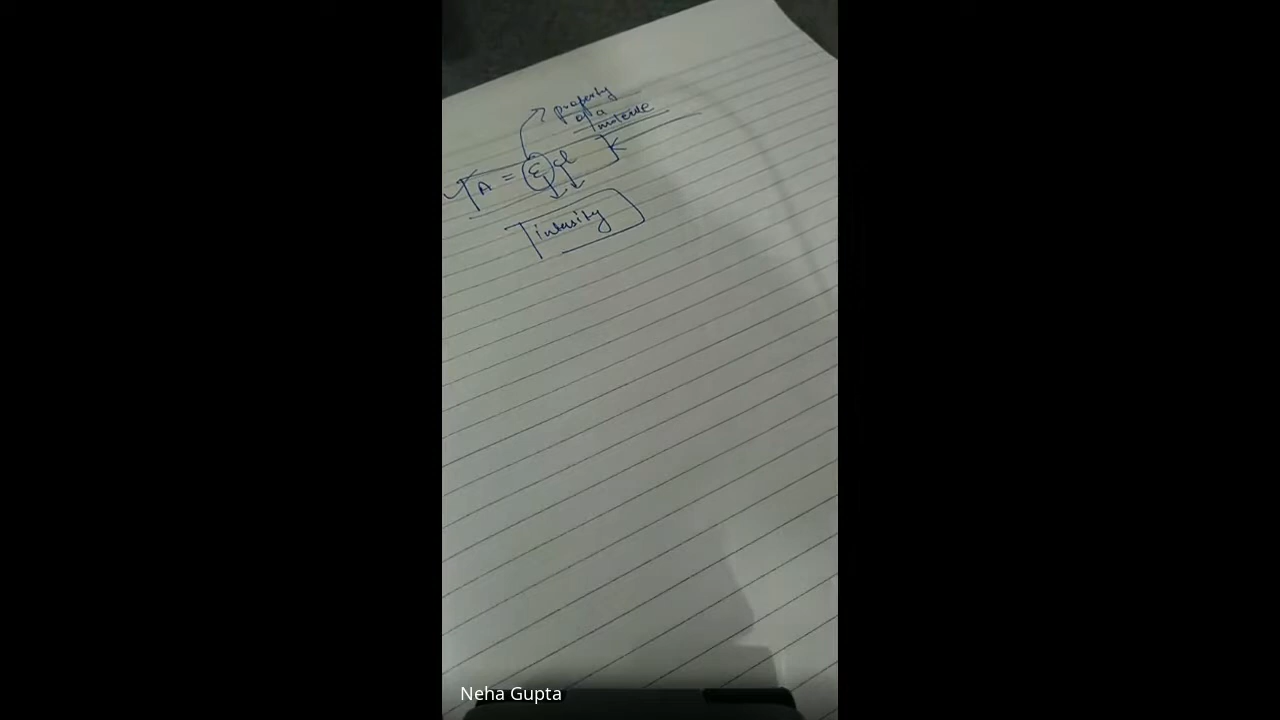 property
of a
molecule
A = εcl
intensity
Neha Gupta